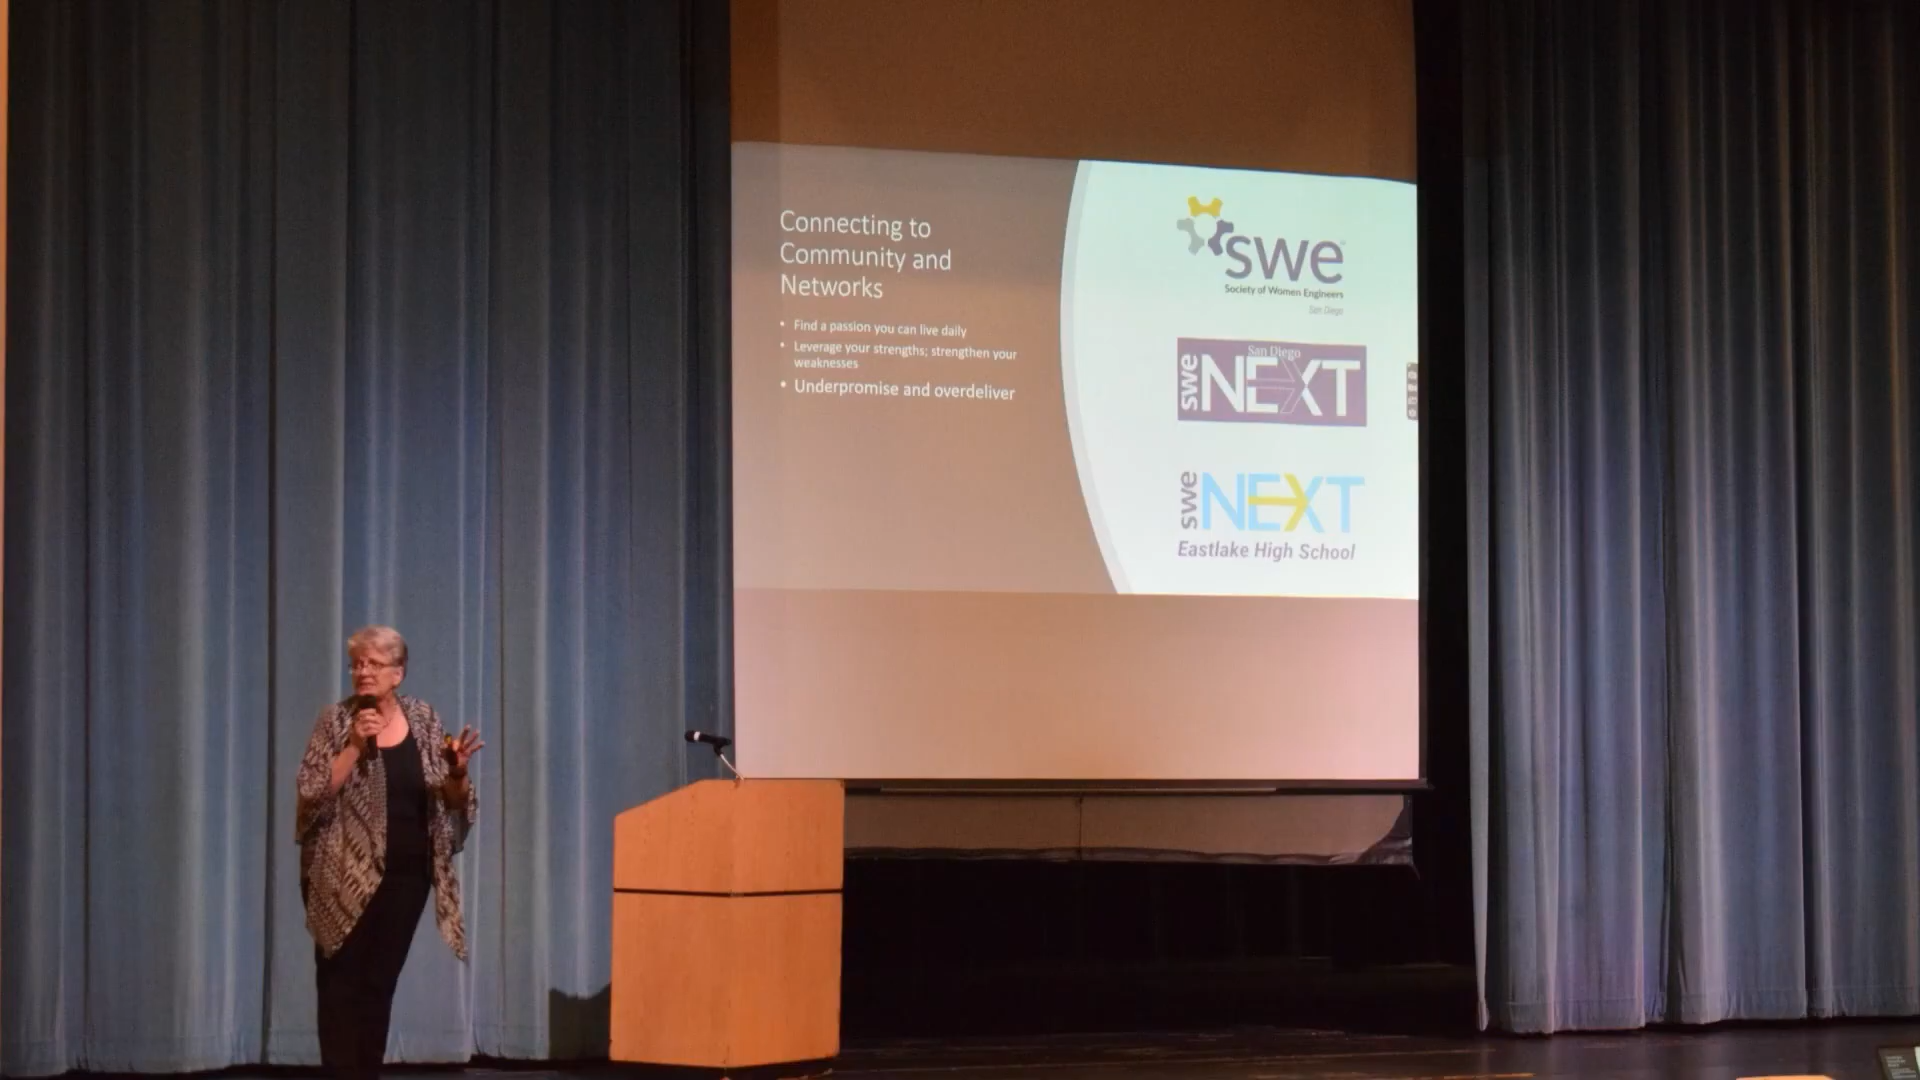 Connecting to
Community and
Networks
• Find a passion you can live daily
• Leverage your strengths; strengthen your
weaknesses
• Underpromise and overdeliver
swe
Society of Women Engineers
San Diego
San Diego
swe NEXT
swe NEXT
Eastlake High School